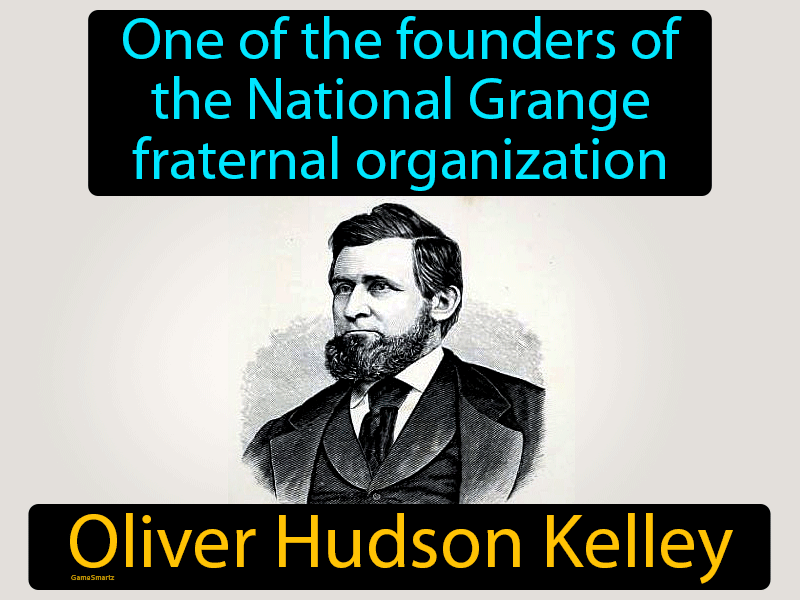 One of the founders of
the National Grange
fraternal organization
Oliver Hudson Kelley
GameSmartz